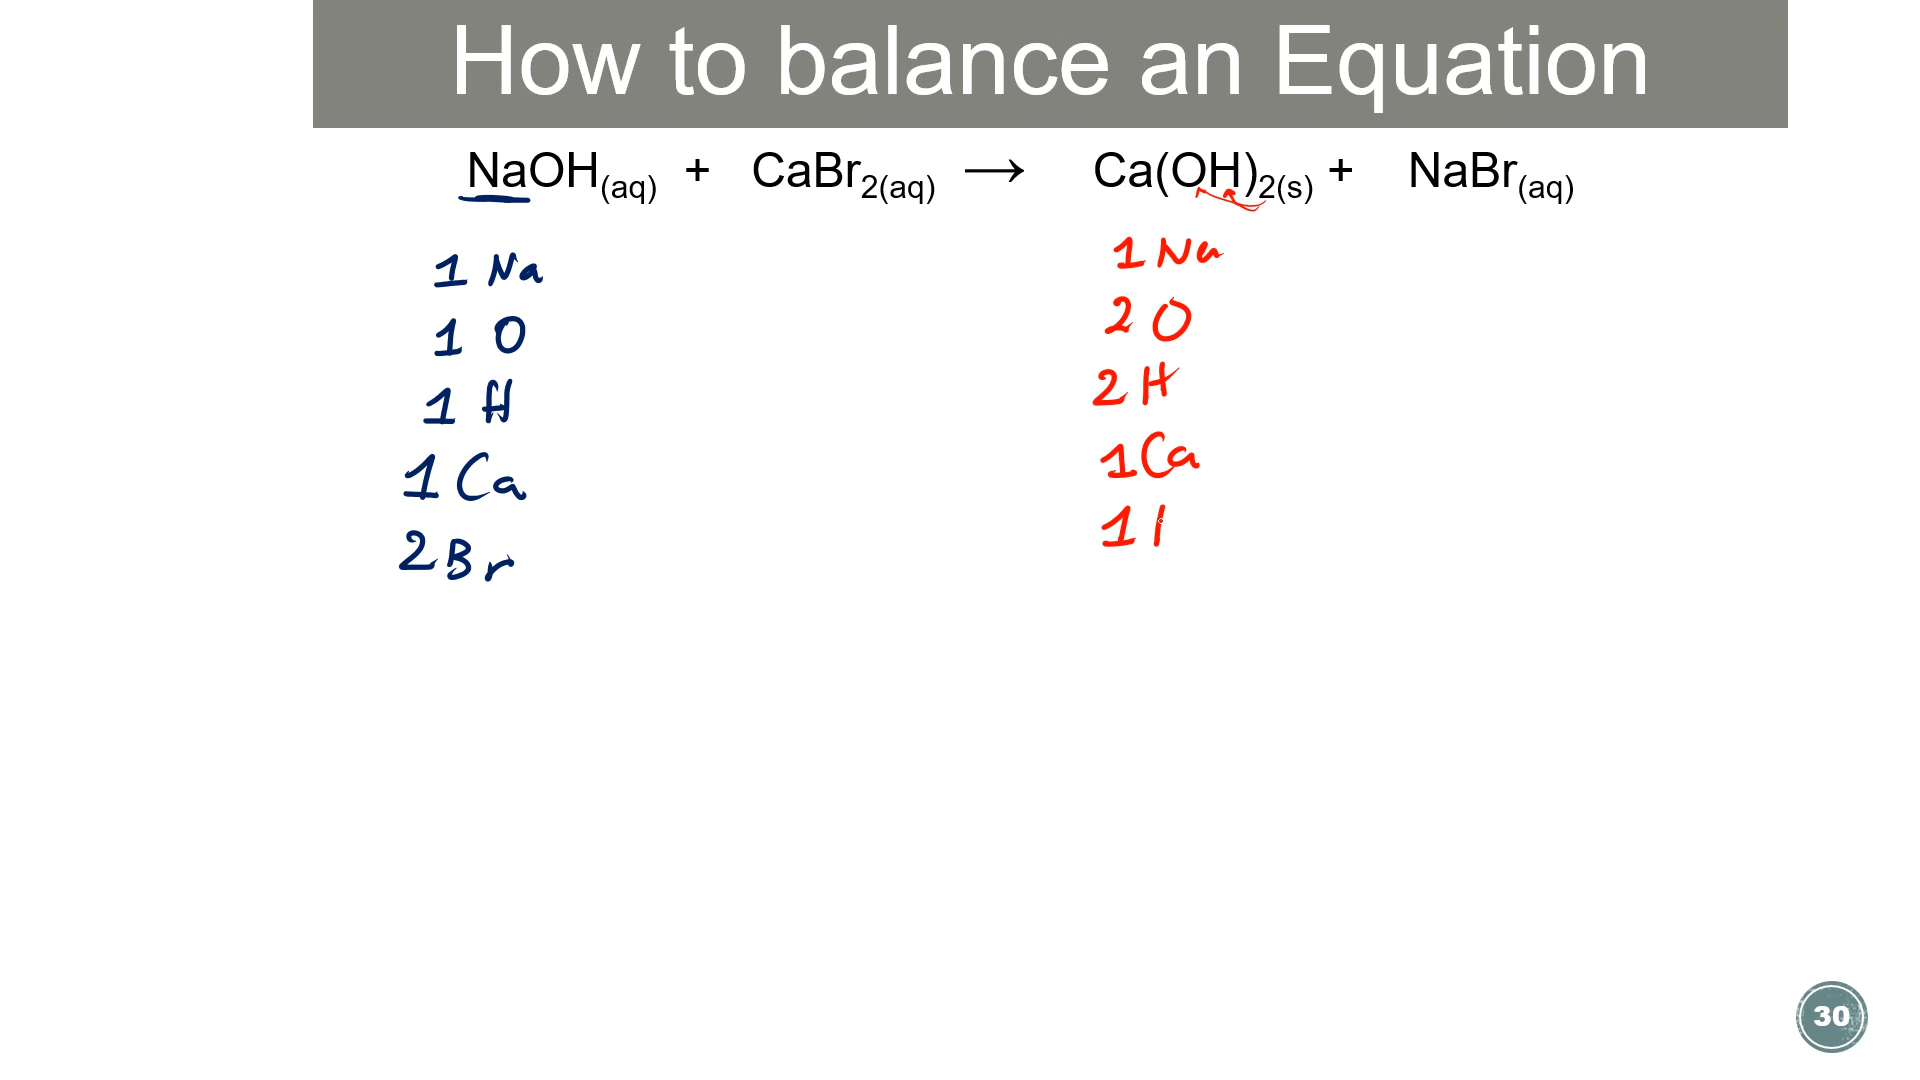 How to balance an Equation
NaOH(aq) + CaBr2(aq) ⟶ Ca(OH)2(s) + NaBr(aq)
1 Na
1 O
1 H
1 Ca
2 Br
1 Na
2 O
2 H
1 Ca
1
30